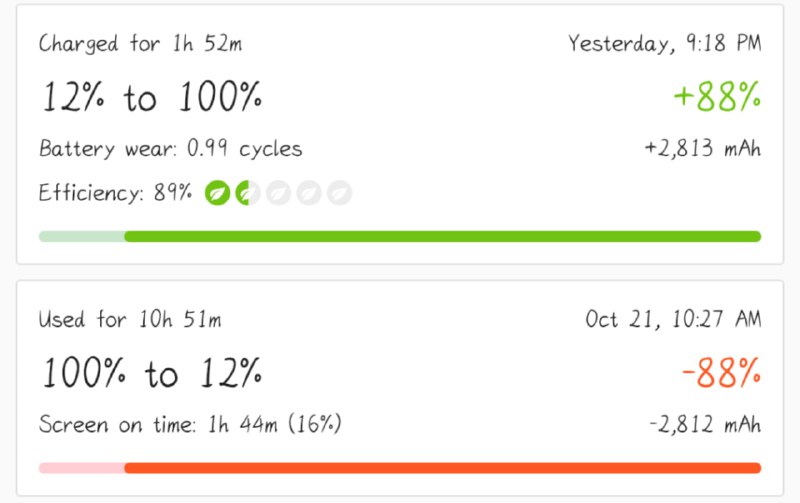 Charged for 1h 52m Yesterday, 9:18 PM
12% to 100% +88%
Battery wear: 0.99 cycles +2,813 mAh
Efficiency: 89%
Used for 10h 51m Oct 21, 10:27 AM
100% to 12% -88%
Screen on time: 1h 44m (16%) -2,812 mAh